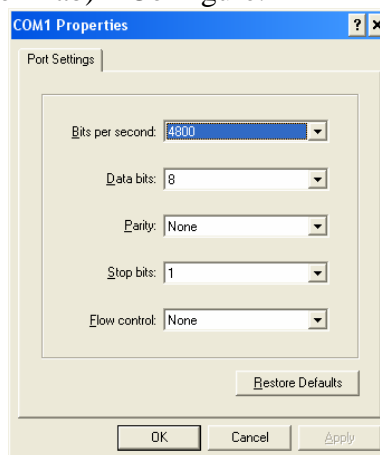 COM1 Properties
Port Settings
Bits per second: 4800
Data bits: 8
Parity: None
Stop bits: 1
Flow control: None
Restore Defaults
OK Cancel Apply